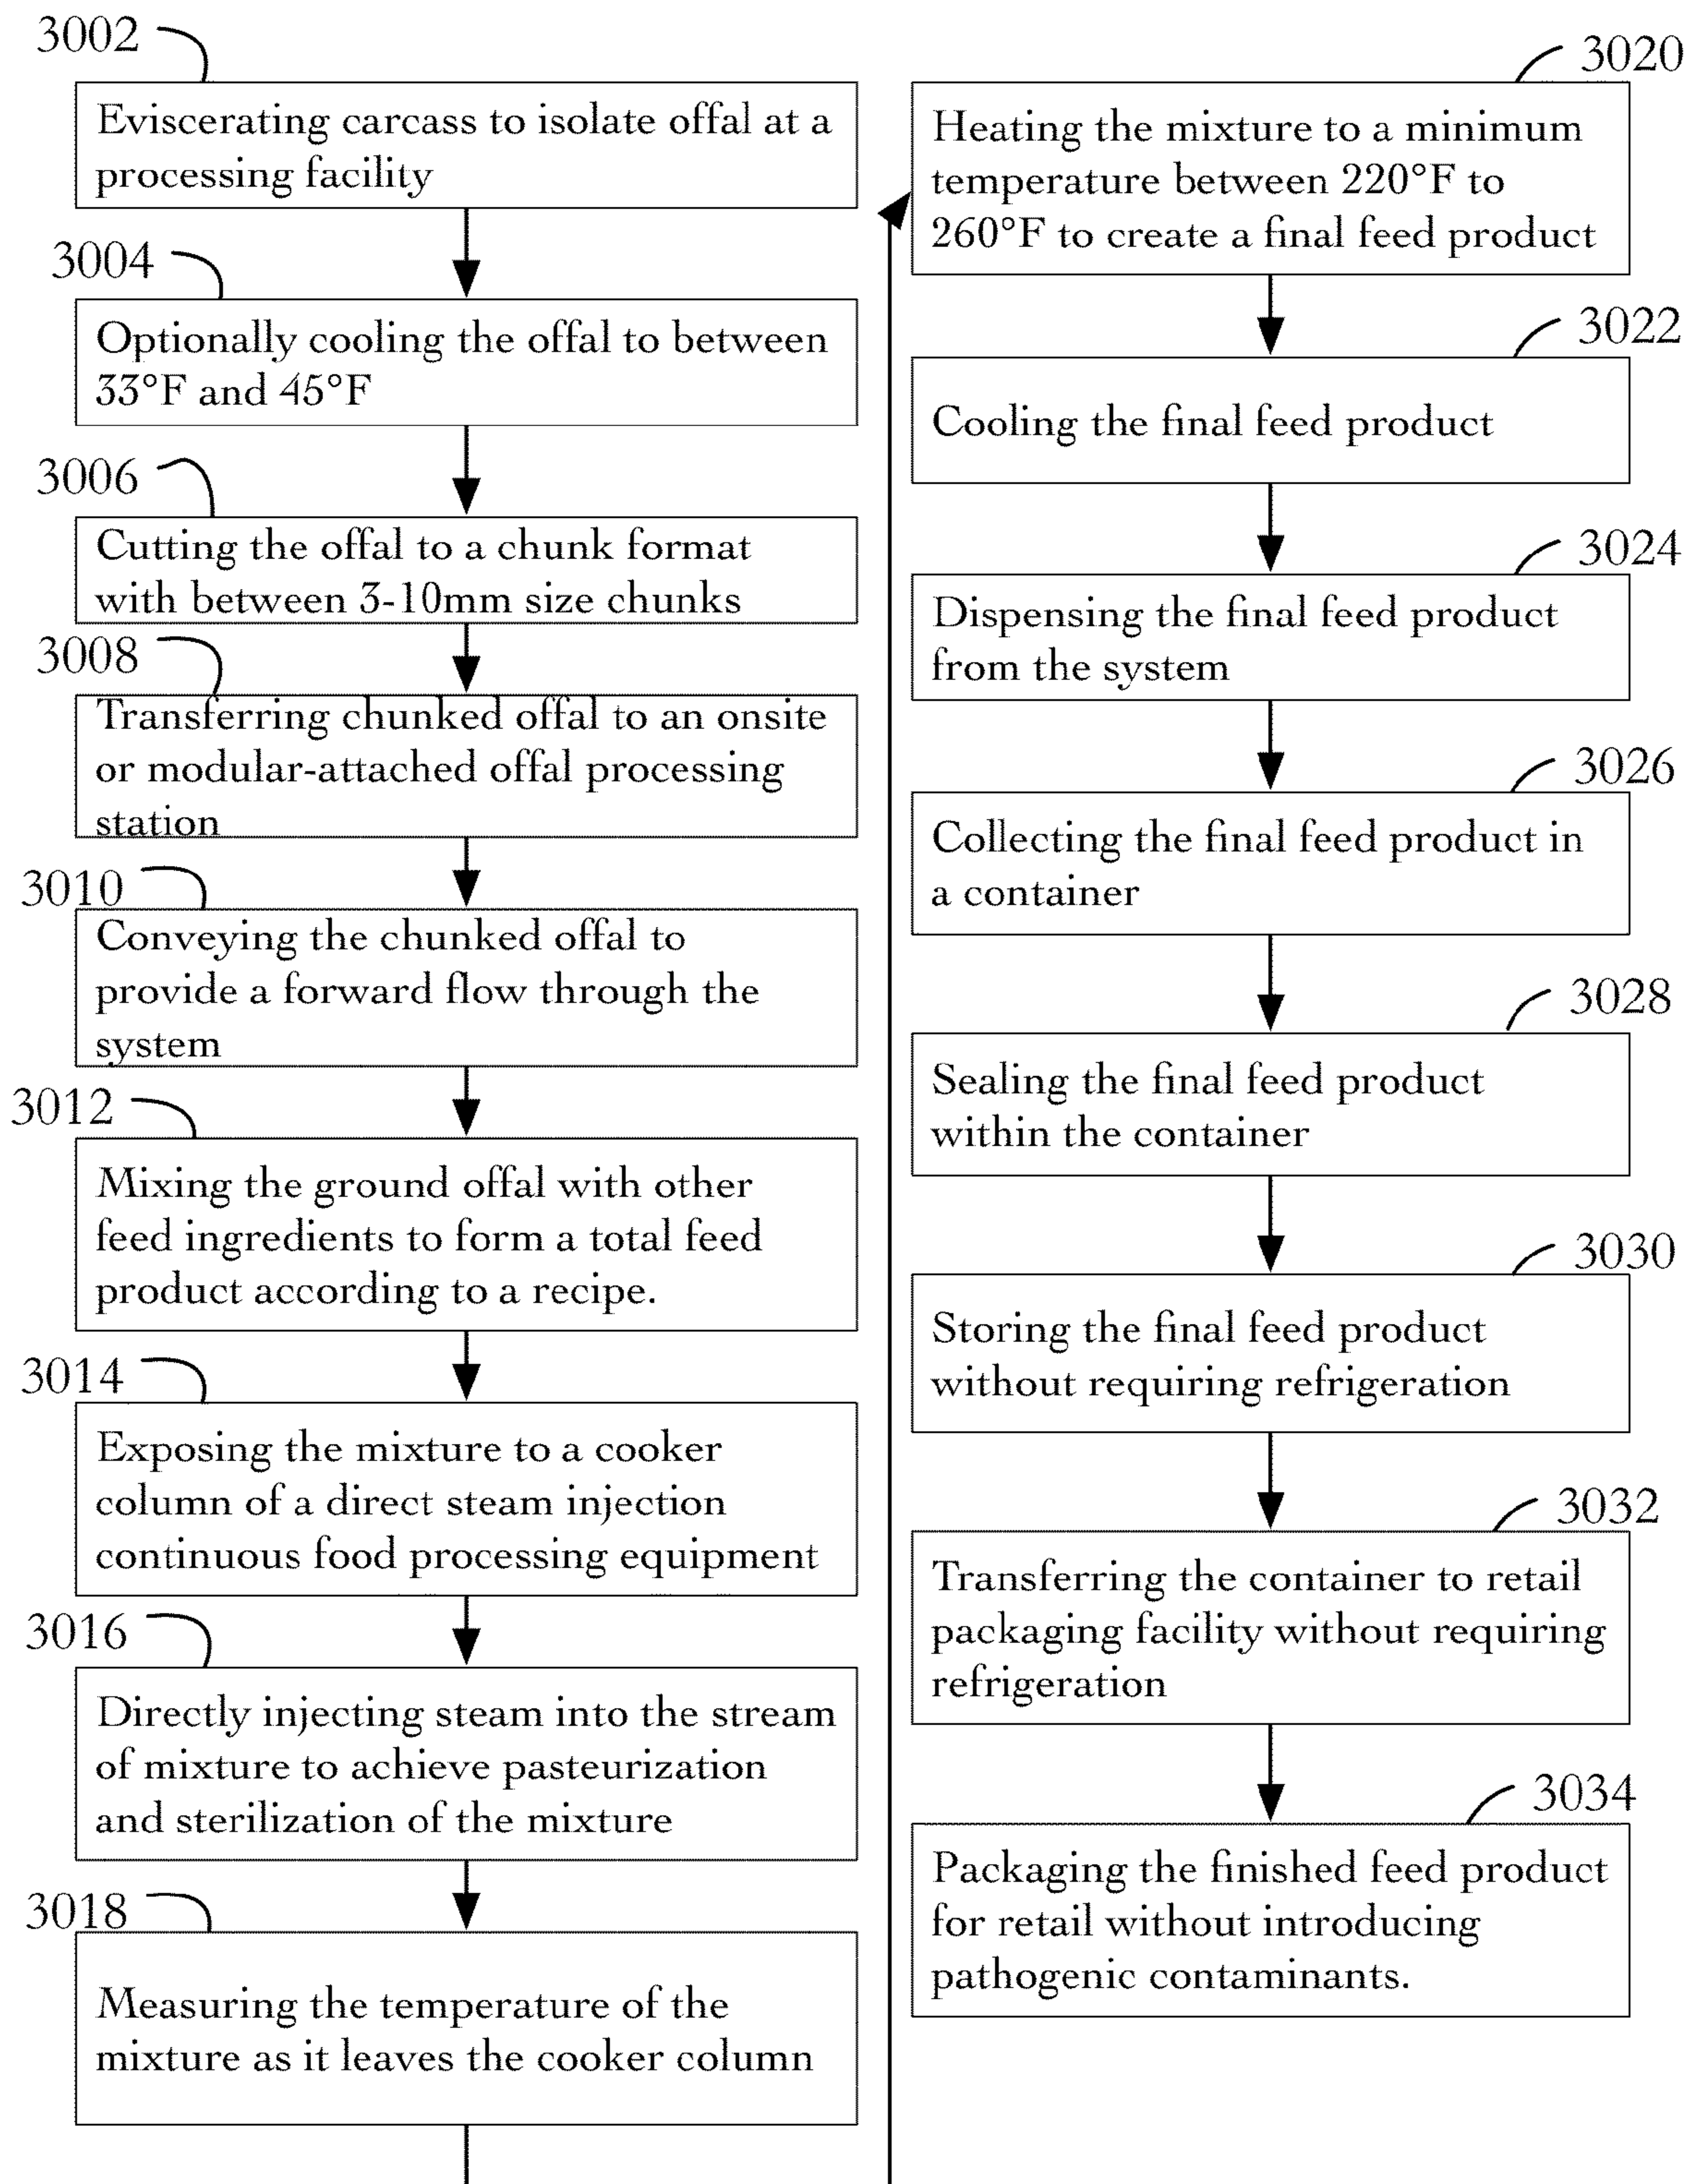 3002
Eviscerating carcass to isolate offal at a
processing facility
3004
Optionally cooling the offal to between
33°F and 45°F
3006
Cutting the offal to a chunk format
with between 3-10mm size chunks
3008
Transferring chunked offal to an onsite
or modular-attached offal processing
station
3010
Conveying the chunked offal to
provide a forward flow through the
system
3012
Mixing the ground offal with other
feed ingredients to form a total feed
product according to a recipe.
3014
Exposing the mixture to a cooker
column of a direct steam injection
continuous food processing equipment
3016
Directly injecting steam into the stream
of mixture to achieve pasteurization
and sterilization of the mixture
3018
Measuring the temperature of the
mixture as it leaves the cooker column
3020
Heating the mixture to a minimum
temperature between 220°F to
260°F to create a final feed product
3022
Cooling the final feed product
3024
Dispensing the final feed product
from the system
3026
Collecting the final feed product in
a container
3028
Sealing the final feed product
within the container
3030
Storing the final feed product
without requiring refrigeration
3032
Transferring the container to retail
packaging facility without requiring
refrigeration
3034
Packaging the finished feed product
for retail without introducing
pathogenic contaminants.